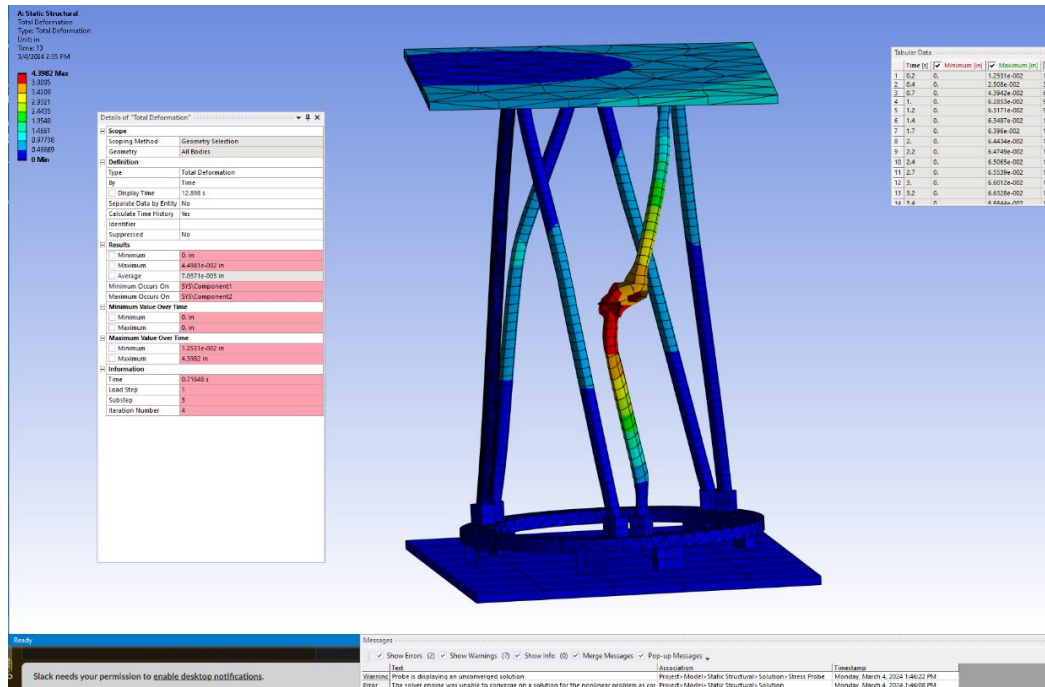 A: Static Structural
Total Deformation
Type: Total Deformation
Unit: in
Time: 13
3/4/2024 2:35 PM
4.3982 Max
3.9095
3.4208
2.9321
2.4435
1.9548
1.4661
0.97738
0.48869
0 Min
Details of "Total Deformation"
Scope
Scoping Method Geometry Selection
Geometry All Bodies
Definition
Type Total Deformation
By Time
Display Time 12.898 s
Separate Data by Entity No
Calculate Time History Yes
Identifier
Suppressed No
Results
Minimum 0. in
Maximum 4.4981e-002 in
Average 7.0371e-003 in
Minimum Occurs On SYS\Component1
Maximum Occurs On SYS\Component2
Minimum Value Over Time
Minimum 0. in
Maximum 0. in
Maximum Value Over Time
Minimum 1.2531e-002 in
Maximum 4.3982 in
Information
Time 0.71640 s
Load Step 1
Substep 3
Iteration Number 4
Tabular Data
Time [s] Minimum [in] Maximum [in]
1 0.2 0. 1.2531e-002
2 0.4 0. 2.508e-002
3 0.7 0. 4.3942e-002
4 1. 0. 6.2853e-002
5 1.2 0. 6.3171e-002
6 1.4 0. 6.3487e-002
7 1.7 0. 6.396e-002
8 2. 0. 6.4434e-002
9 2.2 0. 6.4749e-002
10 2.4 0. 6.5065e-002
11 2.7 0. 6.5539e-002
12 3. 0. 6.6012e-002
13 3.2 0. 6.6328e-002
14 3.4 0. 6.6644e-002
Ready
Messages
Show Errors (2) Show Warnings (7) Show Info (0) Merge Messages Pop-up Messages
Text Association Timestamp
Warning Probe is displaying an unconverged solution Project>Model>Static Structural>Solution>Stress Probe Monday, March 4, 2024 1:46:22 PM
Error The solver engine was unable to converge on a solution for the nonlinear problem as con Project>Model>Static Structural>Solution Monday, March 4, 2024 1:46:08 PM
Slack needs your permission to enable desktop notifications.